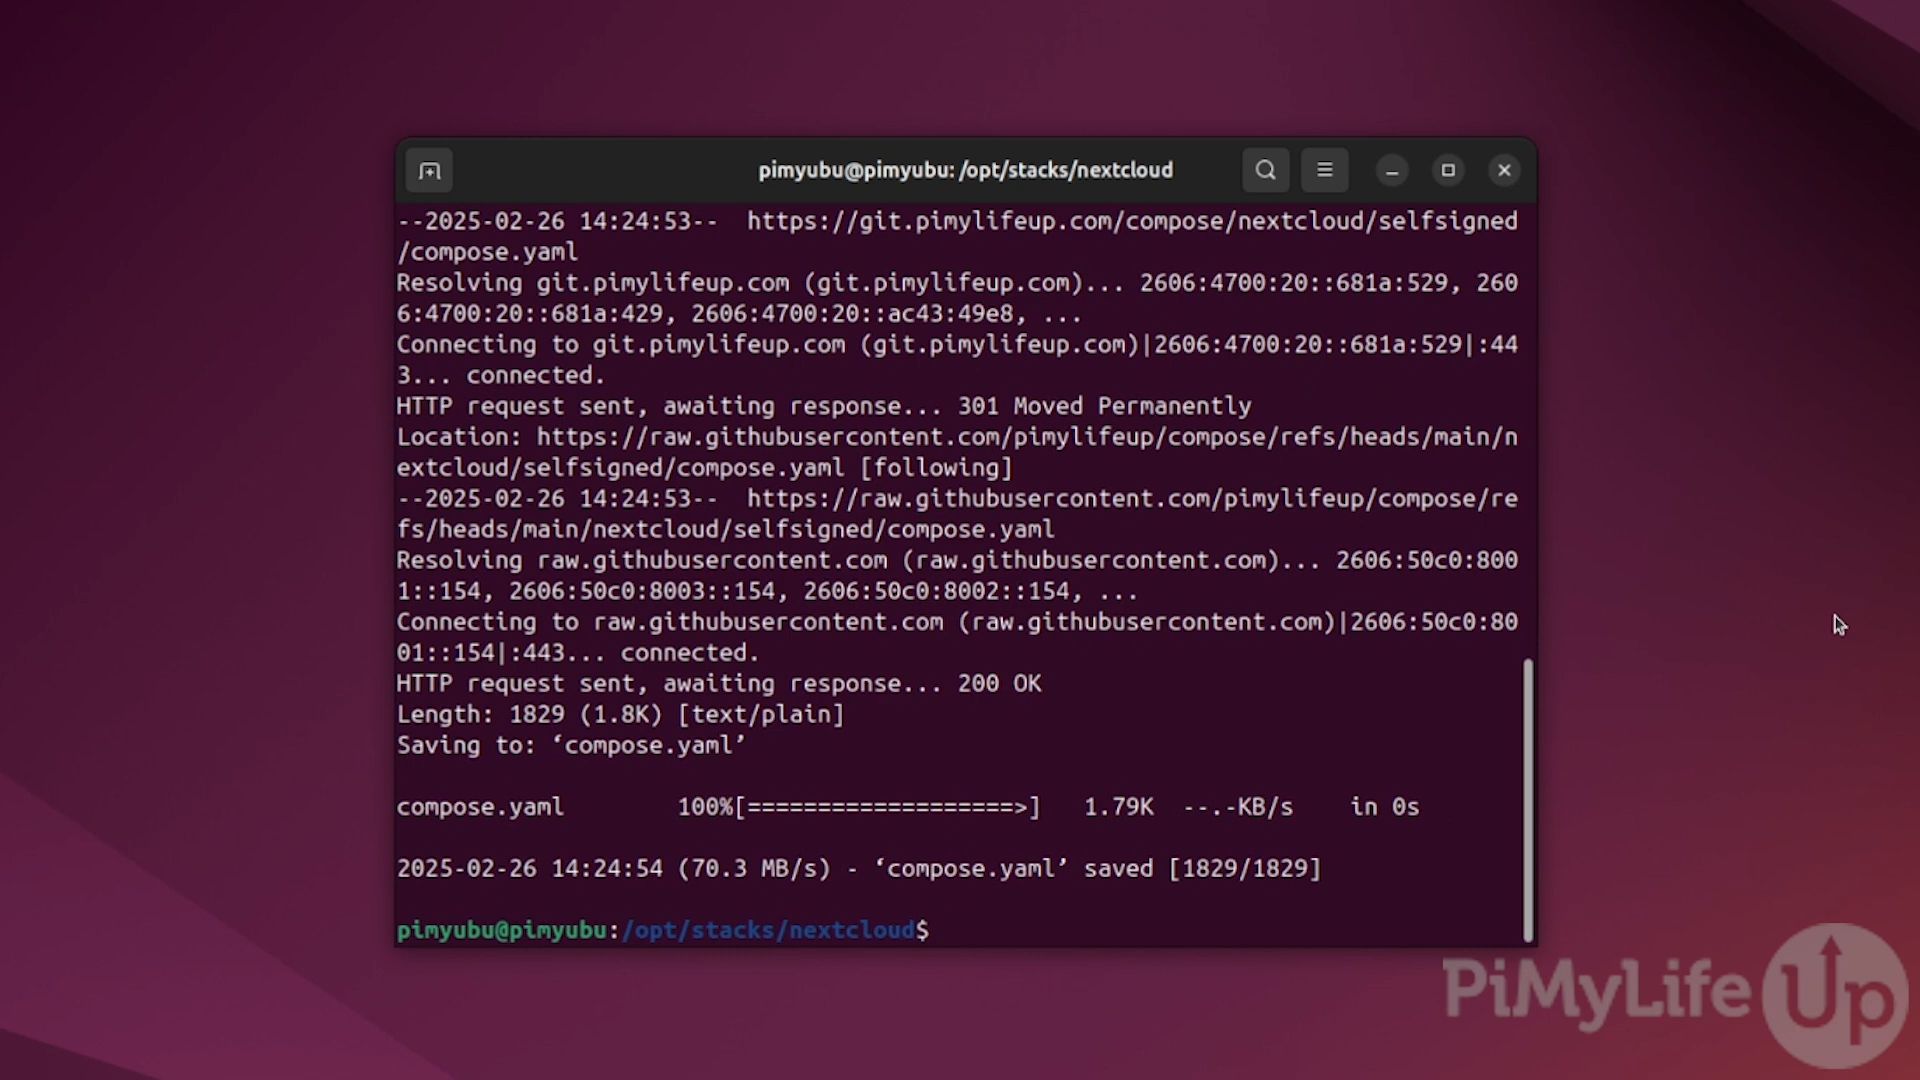 pimyubu@pimyubu: /opt/stacks/nextcloud
--2025-02-26 14:24:53--  https://git.pimylifeup.com/compose/nextcloud/selfsigned
/compose.yaml
Resolving git.pimylifeup.com (git.pimylifeup.com)... 2606:4700:20::681a:529, 260
6:4700:20::681a:429, 2606:4700:20::ac43:49e8, ...
Connecting to git.pimylifeup.com (git.pimylifeup.com)|2606:4700:20::681a:529|:44
3... connected.
HTTP request sent, awaiting response... 301 Moved Permanently
Location: https://raw.githubusercontent.com/pimylifeup/compose/refs/heads/main/n
extcloud/selfsigned/compose.yaml [following]
--2025-02-26 14:24:53--  https://raw.githubusercontent.com/pimylifeup/compose/re
fs/heads/main/nextcloud/selfsigned/compose.yaml
Resolving raw.githubusercontent.com (raw.githubusercontent.com)... 2606:50c0:800
1::154, 2606:50c0:8003::154, 2606:50c0:8002::154, ...
Connecting to raw.githubusercontent.com (raw.githubusercontent.com)|2606:50c0:80
01::154|:443... connected.
HTTP request sent, awaiting response... 200 OK
Length: 1829 (1.8K) [text/plain]
Saving to: ‘compose.yaml’
compose.yaml        100%[===================>]   1.79K  --.-KB/s    in 0s
2025-02-26 14:24:54 (70.3 MB/s) - ‘compose.yaml’ saved [1829/1829]
pimyubu@pimyubu:/opt/stacks/nextcloud$
PiMyLife Up